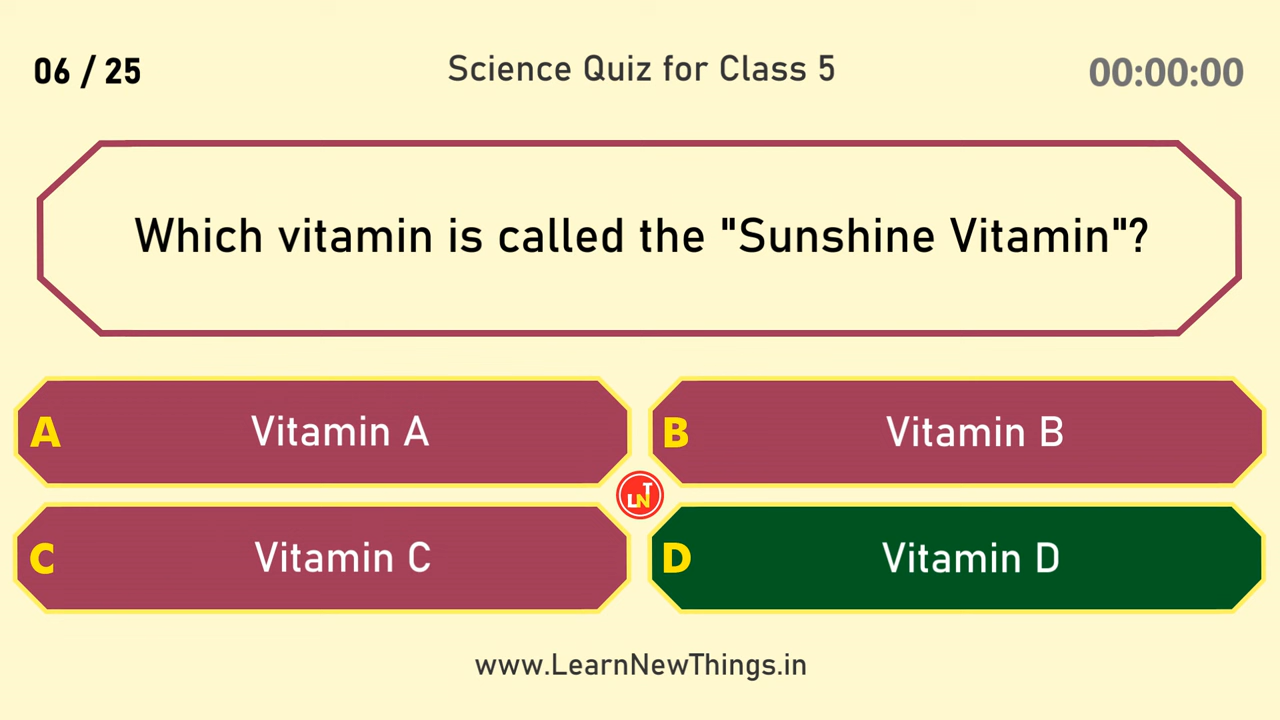 06 / 25
Science Quiz for Class 5
00:00:00
Which vitamin is called the "Sunshine Vitamin"?
A Vitamin A
B Vitamin B
LNT
C Vitamin C
D Vitamin D
www.LearnNewThings.in